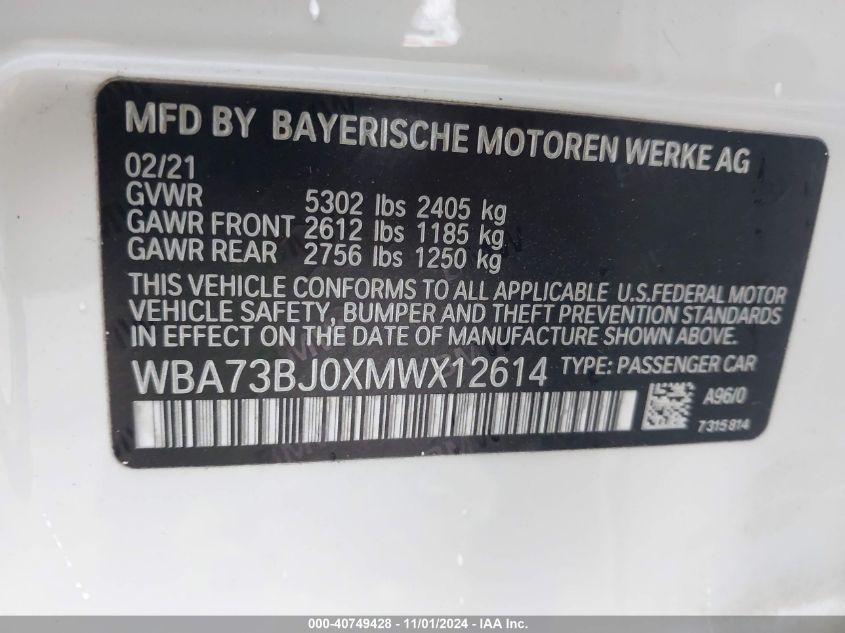 MFD BY BAYERISCHE MOTOREN WERKE AG
02/21
GVWR 5302 lbs 2405 kg
GAWR FRONT 2612 lbs 1185 kg
GAWR REAR 2756 lbs 1250 kg
THIS VEHICLE CONFORMS TO ALL APPLICABLE U.S.FEDERAL MOTOR
VEHICLE SAFETY, BUMPER AND THEFT PREVENTION STANDARDS
IN EFFECT ON THE DATE OF MANUFACTURE SHOWN ABOVE.
WBA73BJ0XMWX12614 TYPE: PASSENGER CAR
A96/0
7315814
000-40749428 - 11/01/2024 - IAAI.COM